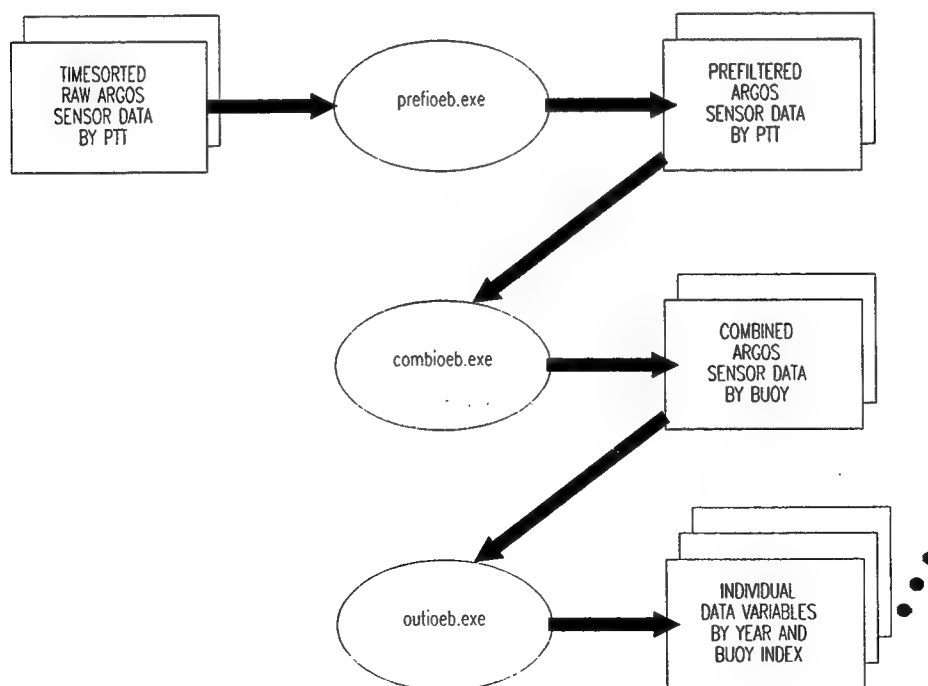 TIMESORTED
RAW ARGOS
SENSOR DATA
BY PTT
prefioeb.exe
PREFILTERED
ARGOS
SENSOR DATA
BY PTT
combioeb.exe
COMBINED
ARGOS
SENSOR DATA
BY BUOY
outioeb.exe
INDIVIDUAL
DATA VARIABLES
BY YEAR AND
BUOY INDEX